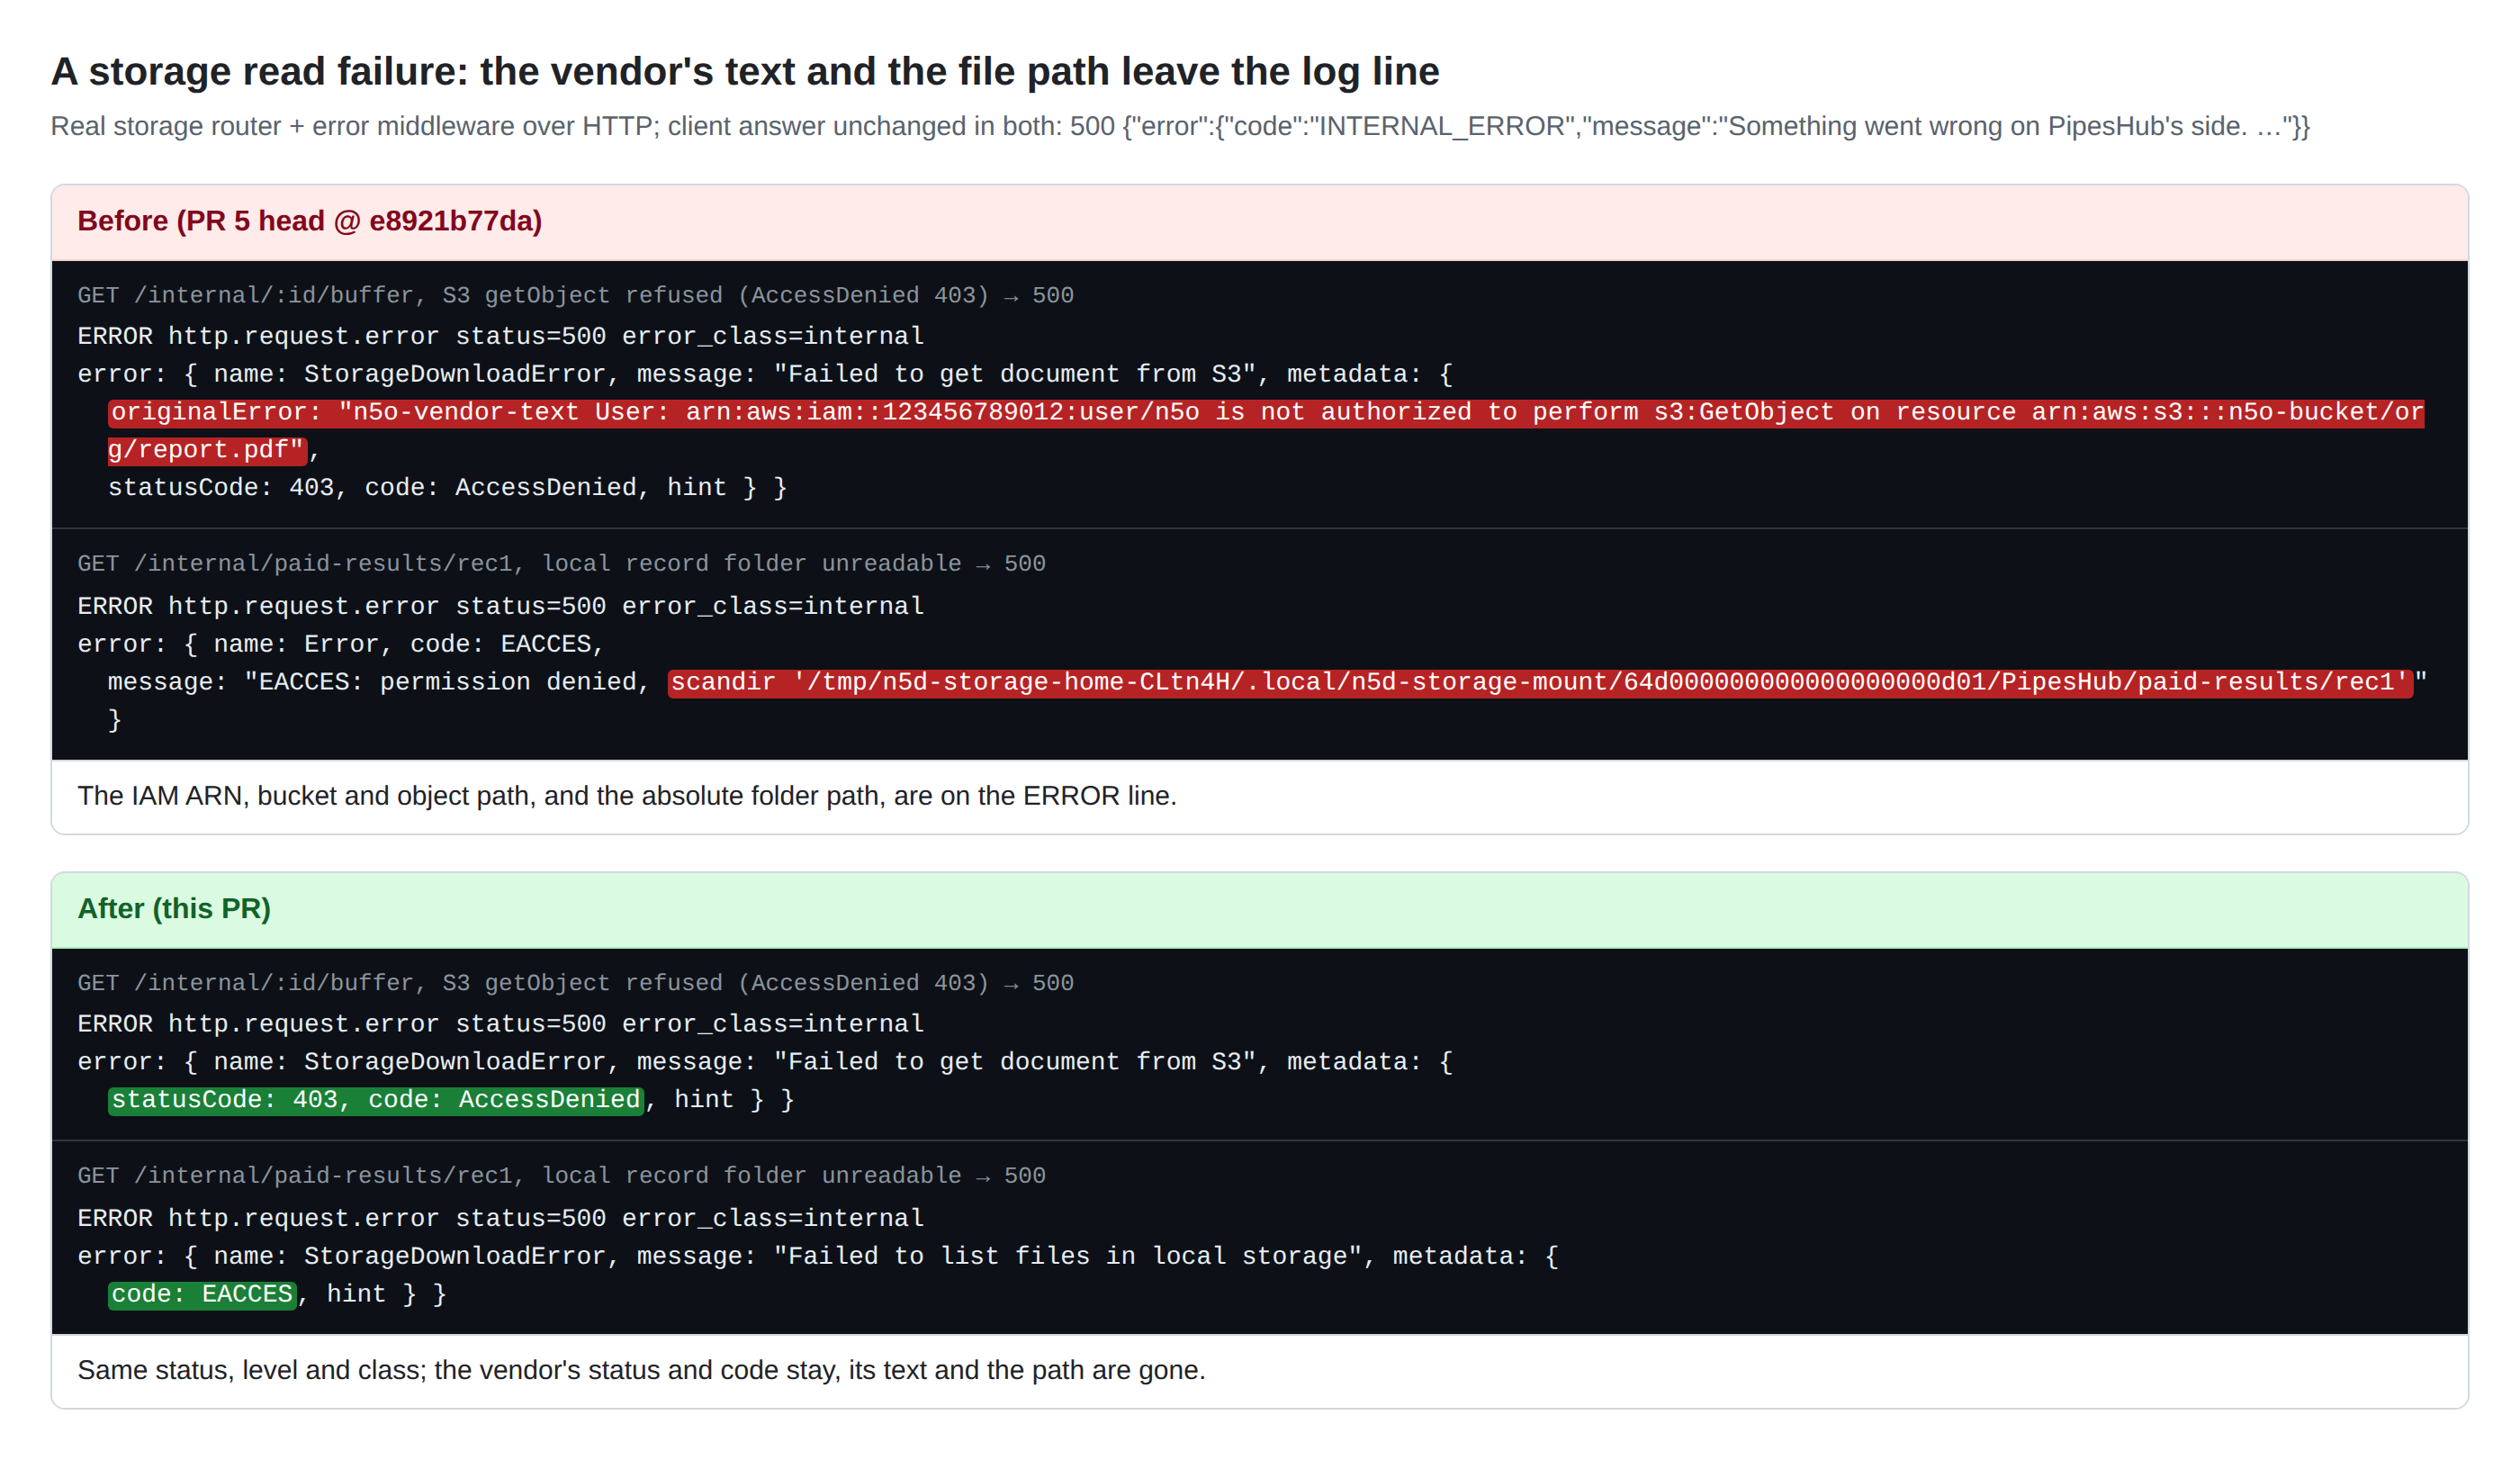 A storage read failure: the vendor's text and the file path leave the log line
Real storage router + error middleware over HTTP; client answer unchanged in both: 500 {"error":{"code":"INTERNAL_ERROR","message":"Something went wrong on PipesHub's side. …"}}
Before (PR 5 head @ e8921b77da)
GET /internal/:id/buffer, S3 getObject refused (AccessDenied 403) → 500
ERROR http.request.error status=500 error_class=internal
error: { name: StorageDownloadError, message: "Failed to get document from S3", metadata: {
originalError: "n5o-vendor-text User: arn:aws:iam::123456789012:user/n5o is not authorized to perform s3:GetObject on resource arn:aws:s3:::n5o-bucket/or
g/report.pdf",
statusCode: 403, code: AccessDenied, hint } }
GET /internal/paid-results/rec1, local record folder unreadable → 500
ERROR http.request.error status=500 error_class=internal
error: { name: Error, code: EACCES,
message: "EACCES: permission denied, scandir '/tmp/n5d-storage-home-CLtn4H/.local/n5d-storage-mount/64d000000000000000000d01/PipesHub/paid-results/rec1'"
}
The IAM ARN, bucket and object path, and the absolute folder path, are on the ERROR line.
After (this PR)
GET /internal/:id/buffer, S3 getObject refused (AccessDenied 403) → 500
ERROR http.request.error status=500 error_class=internal
error: { name: StorageDownloadError, message: "Failed to get document from S3", metadata: {
statusCode: 403, code: AccessDenied, hint } }
GET /internal/paid-results/rec1, local record folder unreadable → 500
ERROR http.request.error status=500 error_class=internal
error: { name: StorageDownloadError, message: "Failed to list files in local storage", metadata: {
code: EACCES, hint } }
Same status, level and class; the vendor's status and code stay, its text and the path are gone.